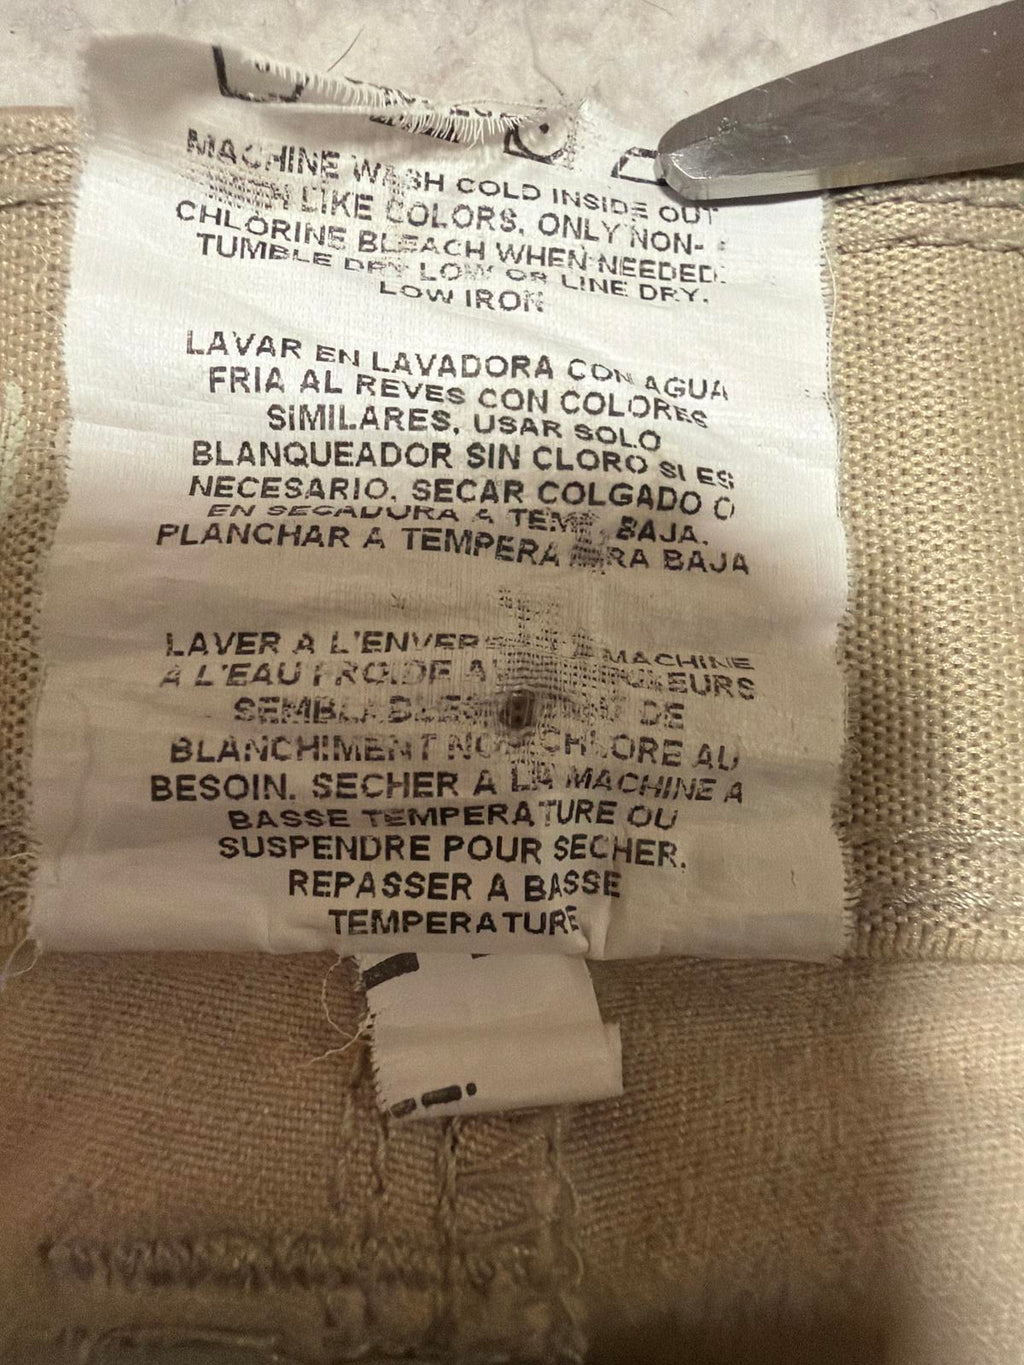 MACHINE WASH COLD INSIDE OUT
WITH LIKE COLORS. ONLY NON-
CHLORINE BLEACH WHEN NEEDED.
TUMBLE DRY LOW OR LINE DRY.
LOW IRON
LAVAR EN LAVADORA CON AGUA
FRIA AL REVES CON COLORES
SIMILARES, USAR SOLO
BLANQUEADOR SIN CLORO SI ES
NECESARIO. SECAR COLGADO O
EN SECADURA A TEMP. BAJA.
PLANCHAR A TEMPERATURA BAJA
LAVER A L'ENVERS MACHINE
A L'EAU FROIDE
SEMBLABLES DE
BLANCHIMENT NON CHLORE AU
BESOIN. SECHER A LA MACHINE A
BASSE TEMPERATURE OU
SUSPENDRE POUR SECHER.
REPASSER A BASSE
TEMPERATURE